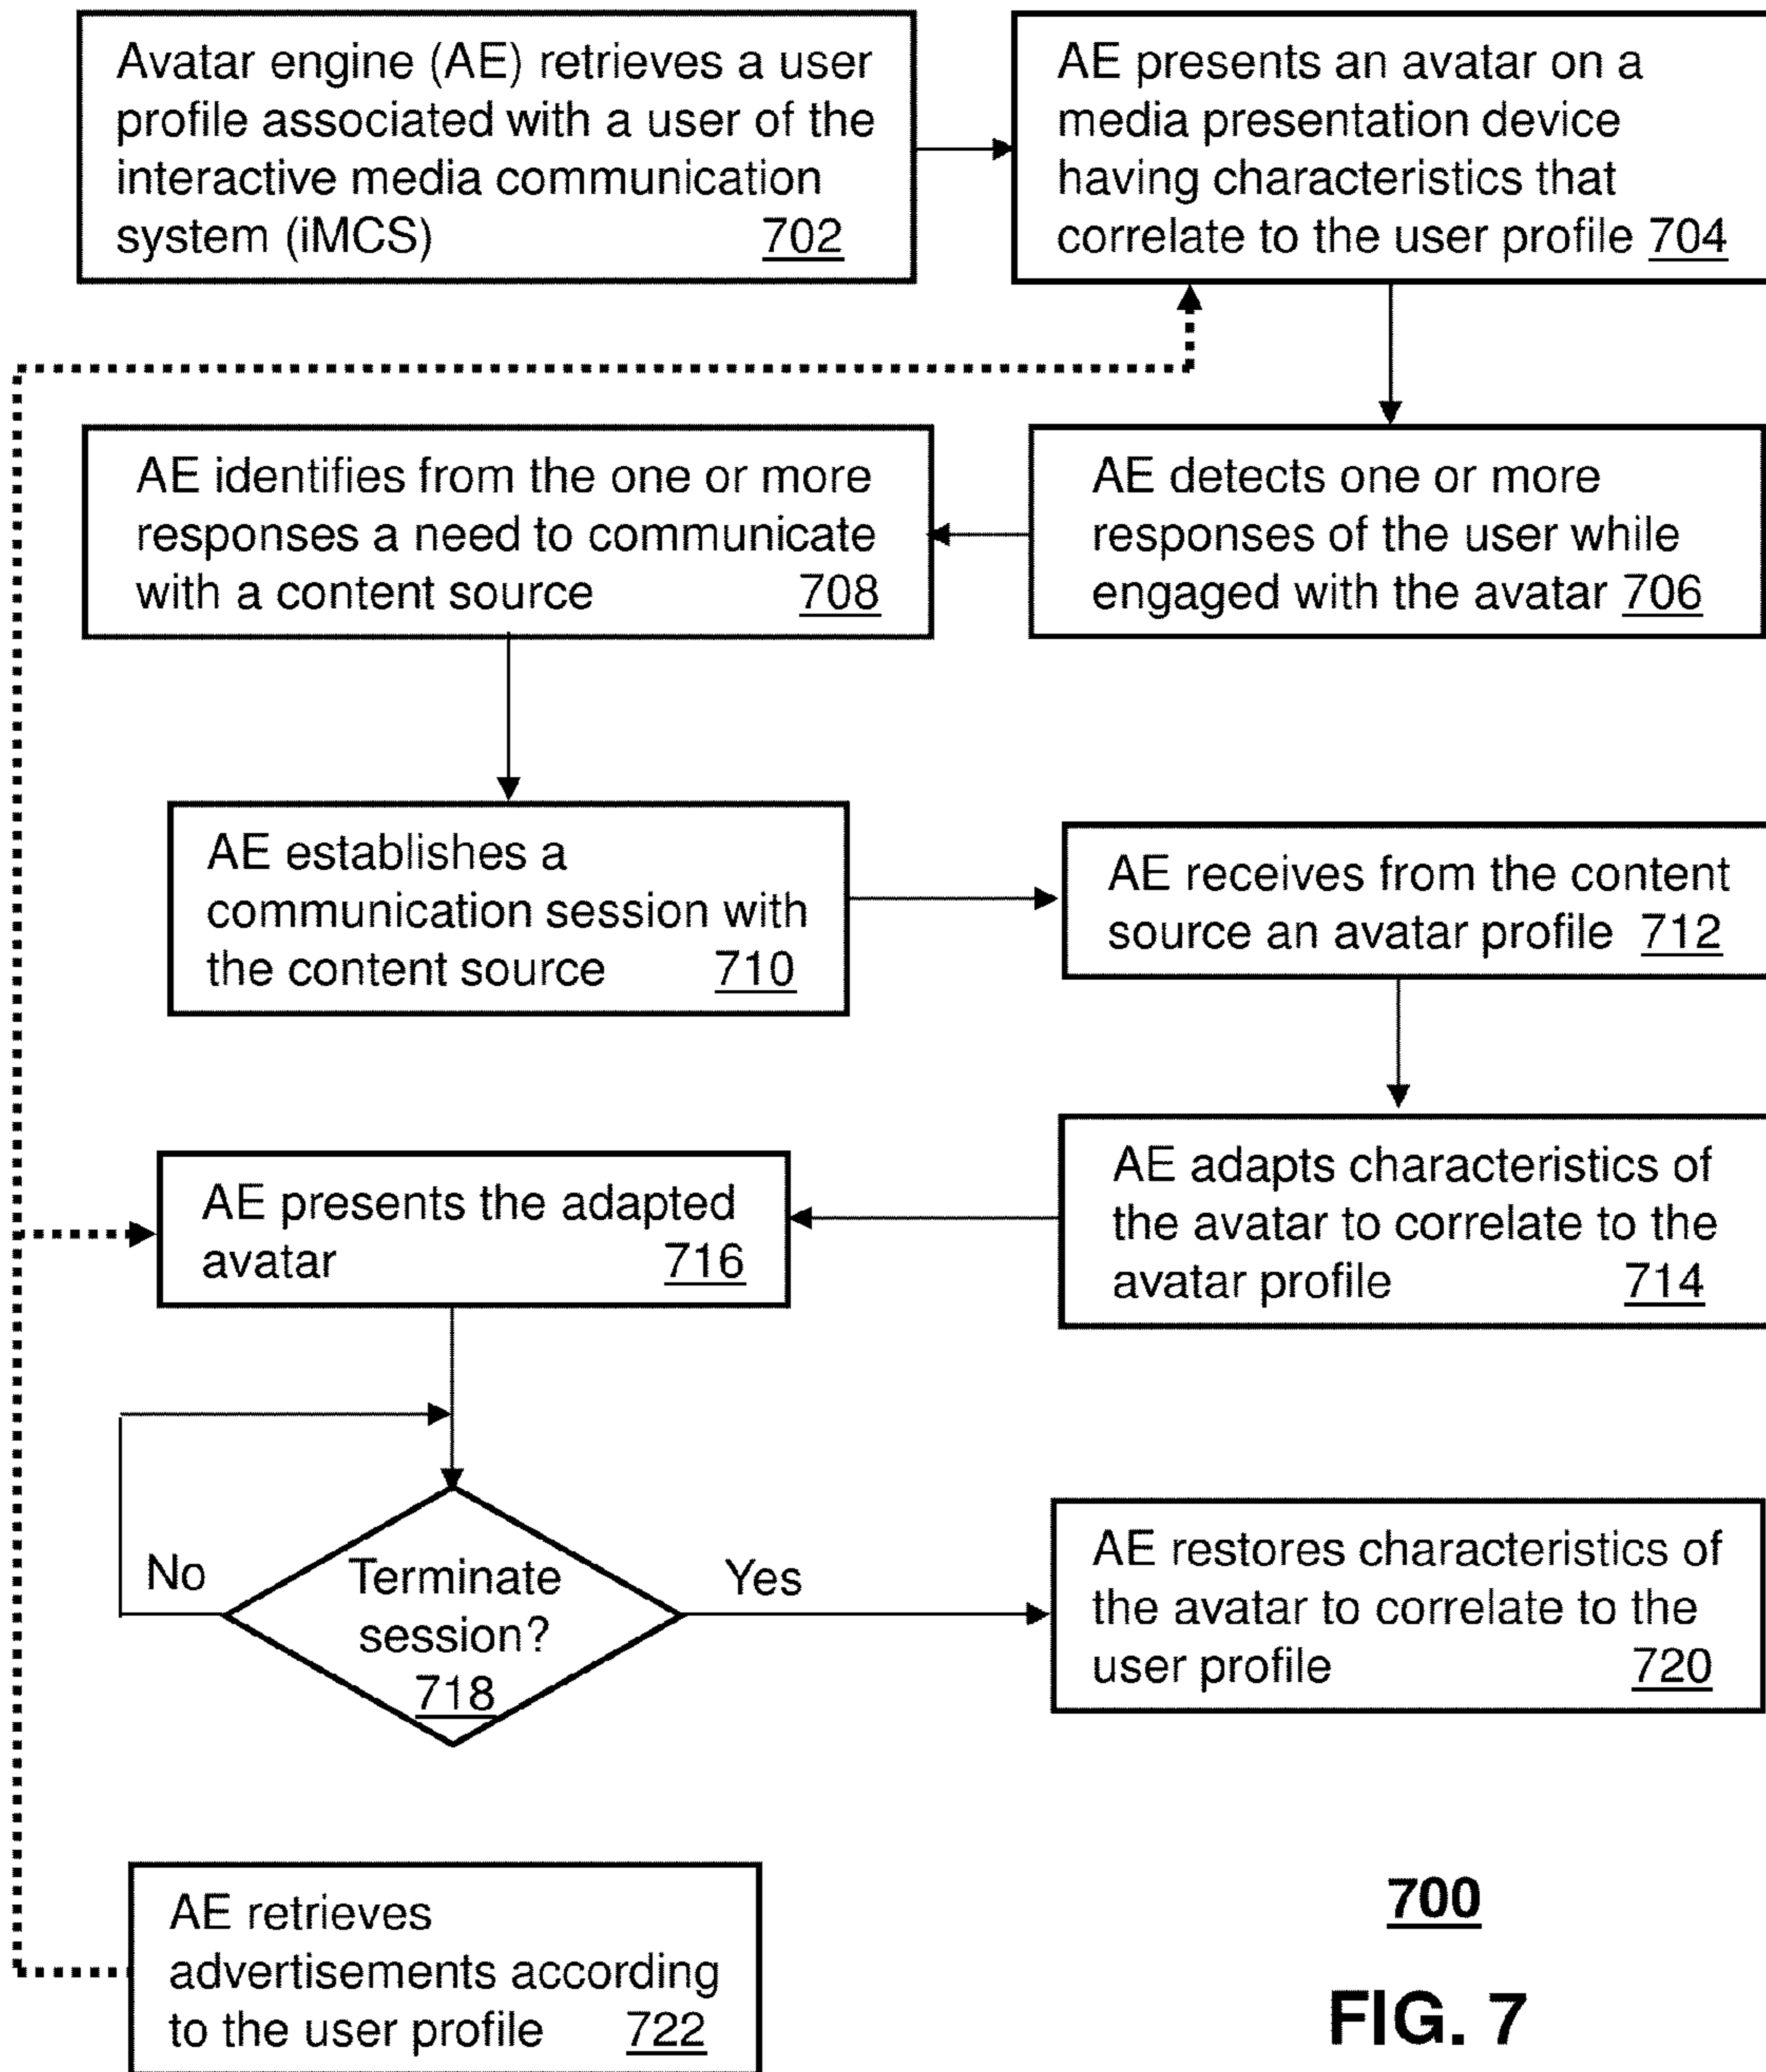 Avatar engine (AE) retrieves a user
profile associated with a user of the
interactive media communication
system (iMCS) 702
AE presents an avatar on a
media presentation device
having characteristics that
correlate to the user profile 704
AE detects one or more
responses of the user while
engaged with the avatar 706
AE identifies from the one or more
responses a need to communicate
with a content source 708
AE establishes a
communication session with
the content source 710
AE receives from the content
source an avatar profile 712
AE adapts characteristics of
the avatar to correlate to the
avatar profile 714
AE presents the adapted
avatar 716
Terminate
session?
718
No
Yes
AE restores characteristics of
the avatar to correlate to the
user profile 720
AE retrieves
advertisements according
to the user profile 722
700
FIG. 7